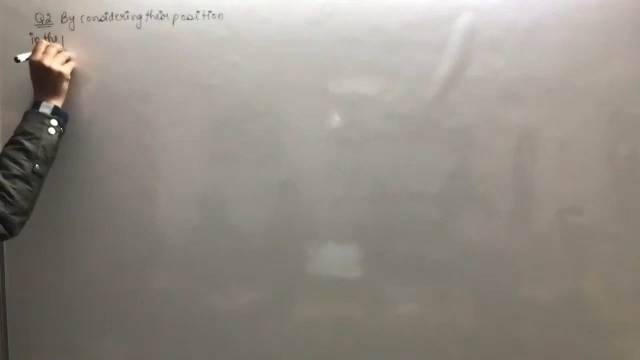 Q2 By considering their position
in the